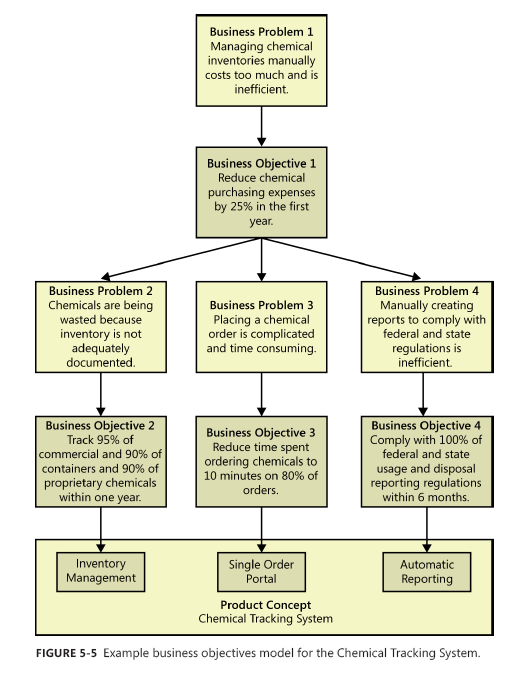 Business Problem 1
Managing chemical
inventories manually
costs too much and is
inefficient.
Business Objective 1
Reduce chemical
purchasing expenses
by 25% in the first
year.
Business Problem 2
Chemicals are being
wasted because
inventory is not
adequately
documented.
Business Problem 3
Placing a chemical
order is complicated
and time consuming.
Business Problem 4
Manually creating
reports to comply with
federal and state
regulations is
inefficient.
Business Objective 2
Track 95% of
commercial and 90% of
containers and 90% of
proprietary chemicals
within one year.
Business Objective 3
Reduce time spent
ordering chemicals to
10 minutes on 80% of
orders.
Business Objective 4
Comply with 100% of
federal and state
usage and disposal
reporting regulations
within 6 months.
Inventory
Management
Single Order
Portal
Automatic
Reporting
Product Concept
Chemical Tracking System
FIGURE 5-5 Example business objectives model for the Chemical Tracking System.